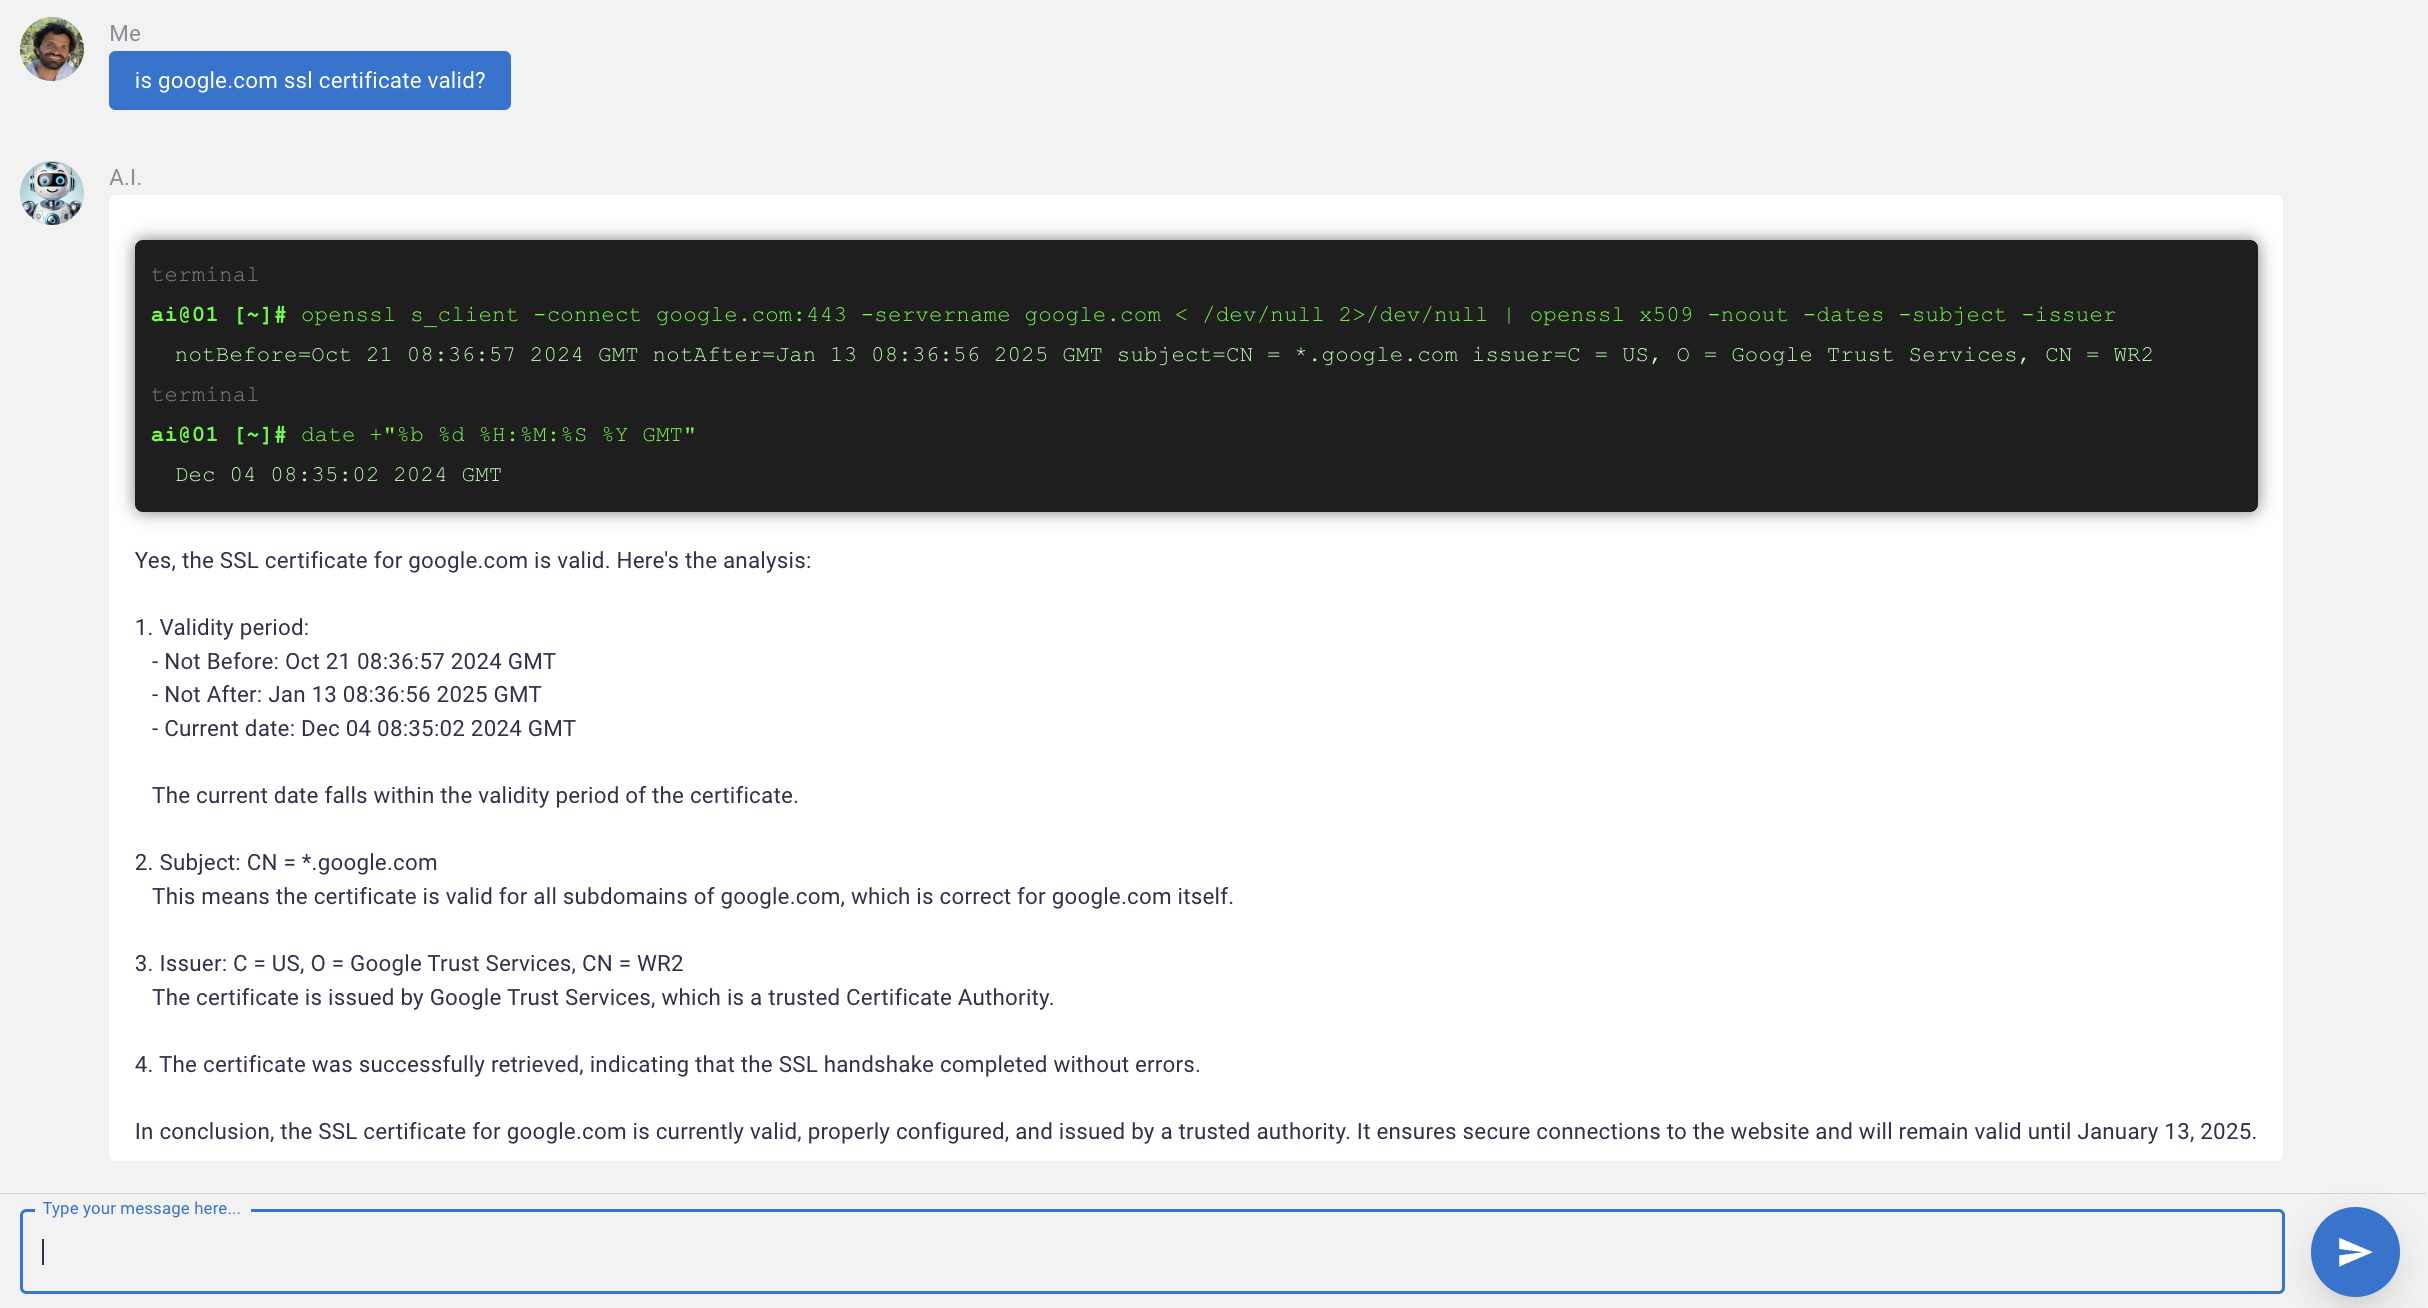 Me
is google.com ssl certificate valid?
A.I.
terminal
ai@01 [~]# openssl s_client -connect google.com:443 -servername google.com < /dev/null 2>/dev/null | openssl x509 -noout -dates -subject -issuer
notBefore=Oct 21 08:36:57 2024 GMT notAfter=Jan 13 08:36:56 2025 GMT subject=CN = *.google.com issuer=C = US, O = Google Trust Services, CN = WR2
terminal
ai@01 [~]# date +"%b %d %H:%M:%S %Y GMT"
Dec 04 08:35:02 2024 GMT
Yes, the SSL certificate for google.com is valid. Here's the analysis:
1. Validity period:
- Not Before: Oct 21 08:36:57 2024 GMT
- Not After: Jan 13 08:36:56 2025 GMT
- Current date: Dec 04 08:35:02 2024 GMT
The current date falls within the validity period of the certificate.
2. Subject: CN = *.google.com
This means the certificate is valid for all subdomains of google.com, which is correct for google.com itself.
3. Issuer: C = US, O = Google Trust Services, CN = WR2
The certificate is issued by Google Trust Services, which is a trusted Certificate Authority.
4. The certificate was successfully retrieved, indicating that the SSL handshake completed without errors.
In conclusion, the SSL certificate for google.com is currently valid, properly configured, and issued by a trusted authority. It ensures secure connections to the website and will remain valid until January 13, 2025.
Type your message here...